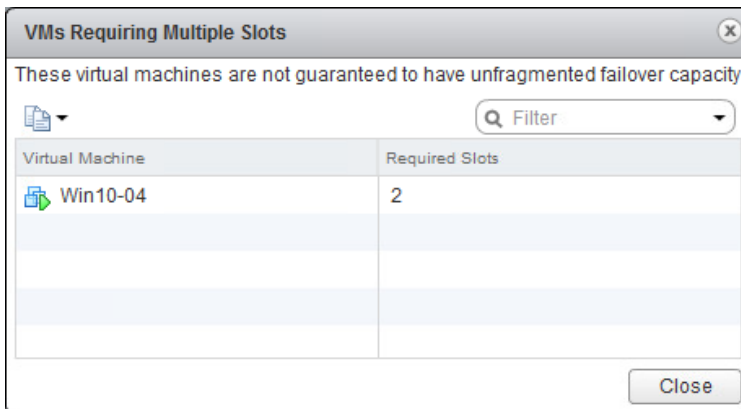 VMs Requiring Multiple Slots
These virtual machines are not guaranteed to have unfragmented failover capacity
Filter
Virtual Machine Required Slots
Win10-04 2
Close